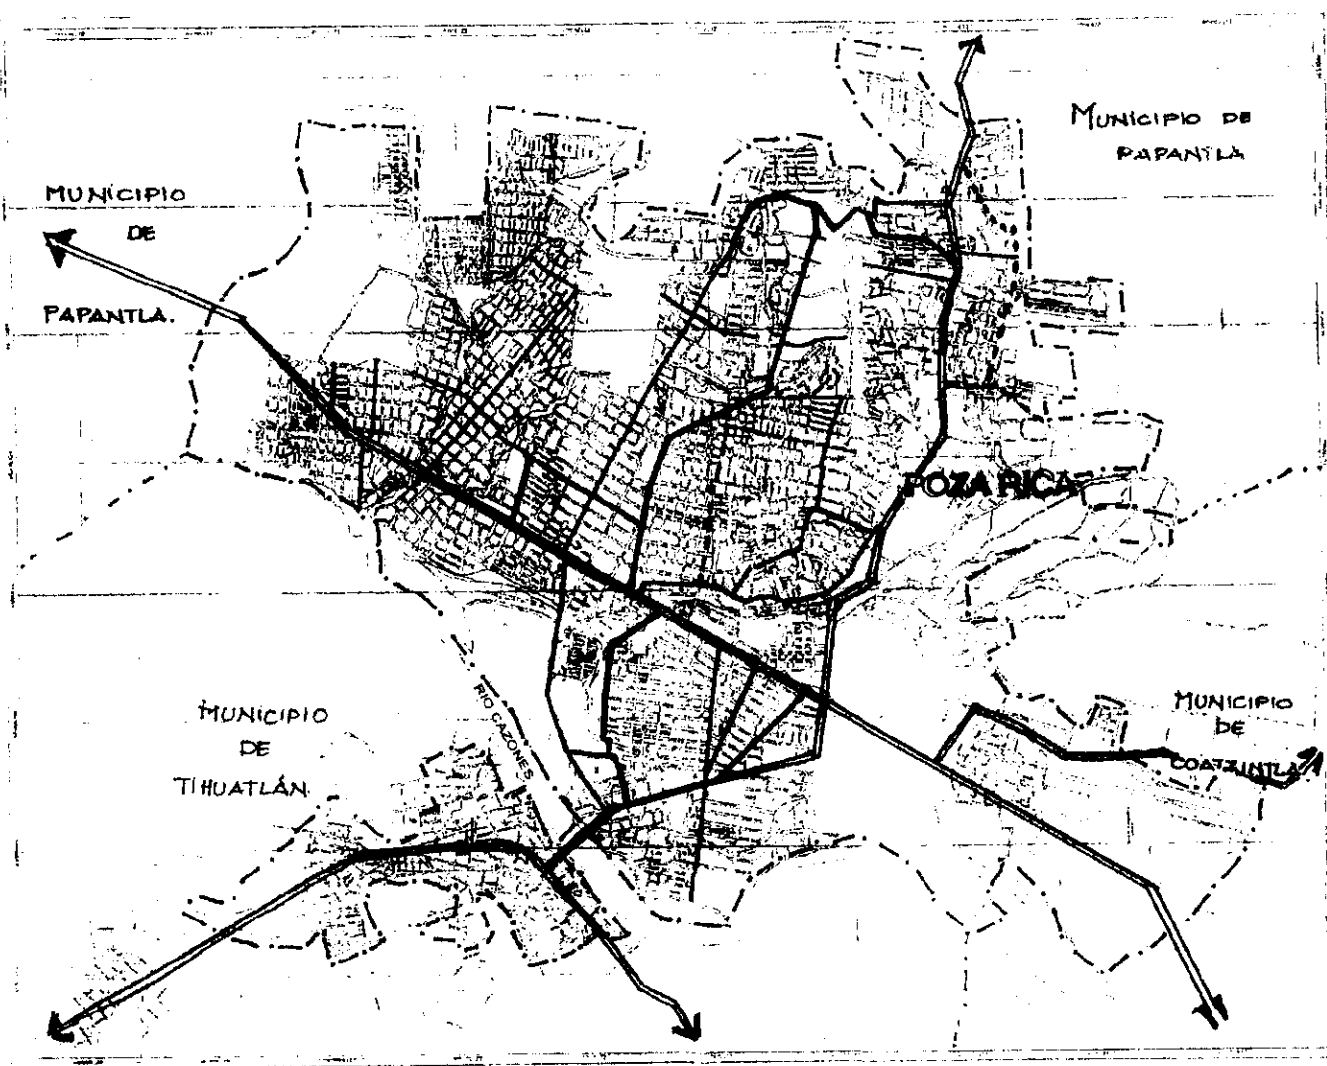 MUNICIPIO DE
PAPANTLA
MUNICIPIO
DE
PAPANTLA.
POZA RICA
MUNICIPIO
DE
TIHUATLÁN
RIO CAZONES
MUNICIPIO
DE
COATZINTLA